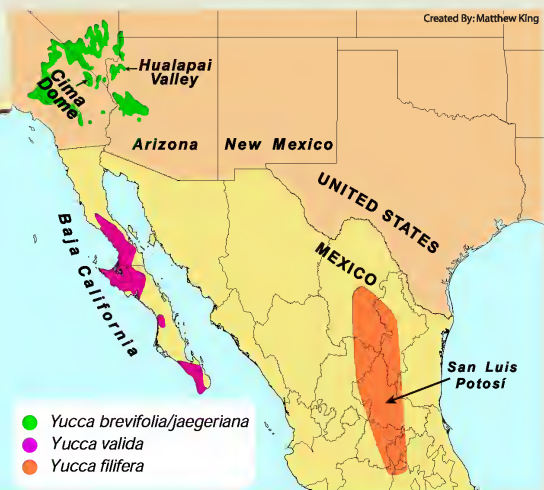 Created By: Matthew King
Hualapai
Valley
Cima
Dome
Arizona
New Mexico
UNITED STATES
Baja California
MEXICO
San Luis
Potosí
Yucca brevifolia/jaegeriana
Yucca valida
Yucca filifera